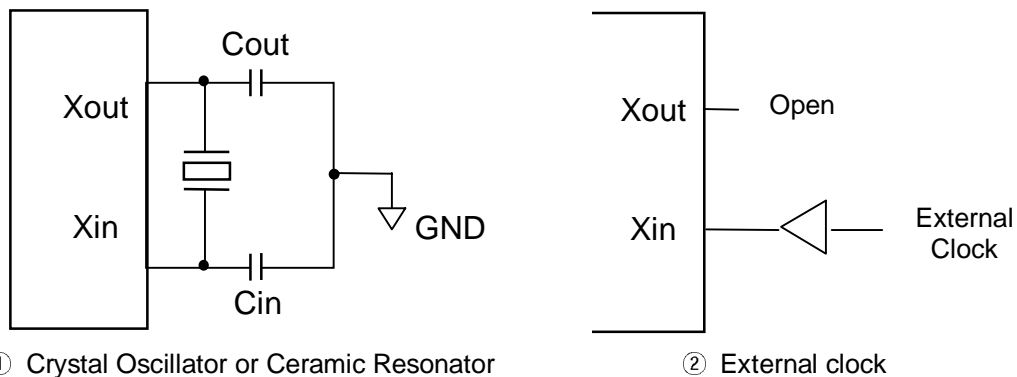 Cout
Xout
Xin
GND
Cin
① Crystal Oscillator or Ceramic Resonator
Xout
Open
Xin
External
Clock
② External clock